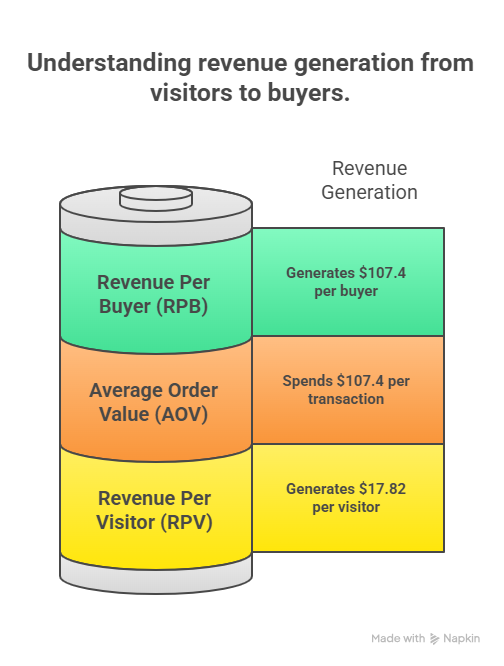 Understanding revenue generation from
visitors to buyers.
Revenue
Generation
Revenue Per
Buyer (RPB)
Generates $107.4
per buyer
Average Order
Value (AOV)
Spends $107.4 per
transaction
Revenue Per
Visitor (RPV)
Generates $17.82
per visitor
Made with Napkin